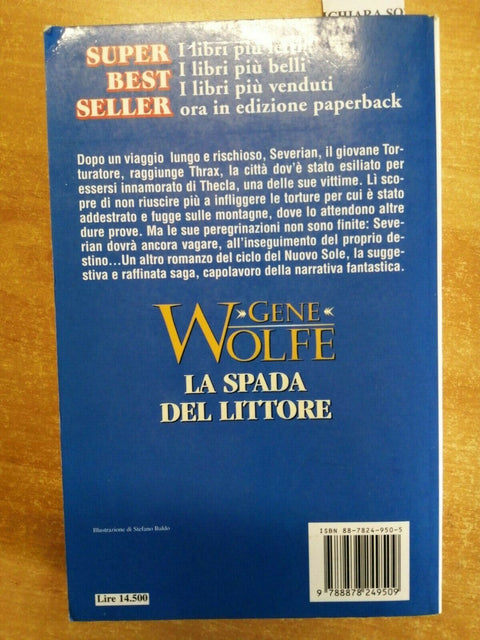 ICHIARA SO
SUPER
BEST
SELLER
I libri più letti
I libri più belli
I libri più venduti
ora in edizione paperback
Dopo un viaggio lungo e rischioso, Severian, il giovane Tor-
turatore, raggiunge Thrax, la città dov'è stato esiliato per
essersi innamorato di Thecla, una delle sue vittime. Lì sco-
pre di non riuscire più a infliggere le torture per cui è stato
addestrato e fugge sulle montagne, dove lo attendono altre
dure prove. Ma le sue peregrinazioni non sono finite: Seve-
rian dovrà ancora vagare, all'inseguimento del proprio de-
stino...Un altro romanzo del ciclo del Nuovo Sole, la sugge-
stiva e raffinata saga, capolavoro della narrativa fantastica.
GENE
WOLFE
LA SPADA
DEL LITTORE
Illustrazione di Stefano Baldo
ISBN 88-7824-950-5
9 788878 249509
Lire 14.500